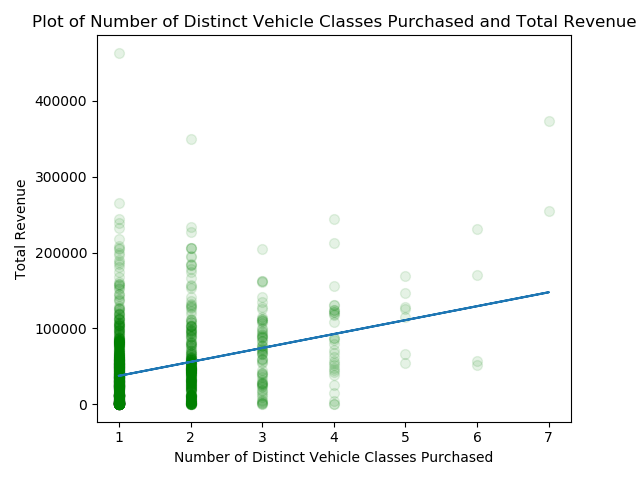 Plot of Number of Distinct Vehicle Classes Purchased and Total Revenue
400000
300000
200000
100000
0
Total Revenue
1 2 3 4 5 6 7
Number of Distinct Vehicle Classes Purchased